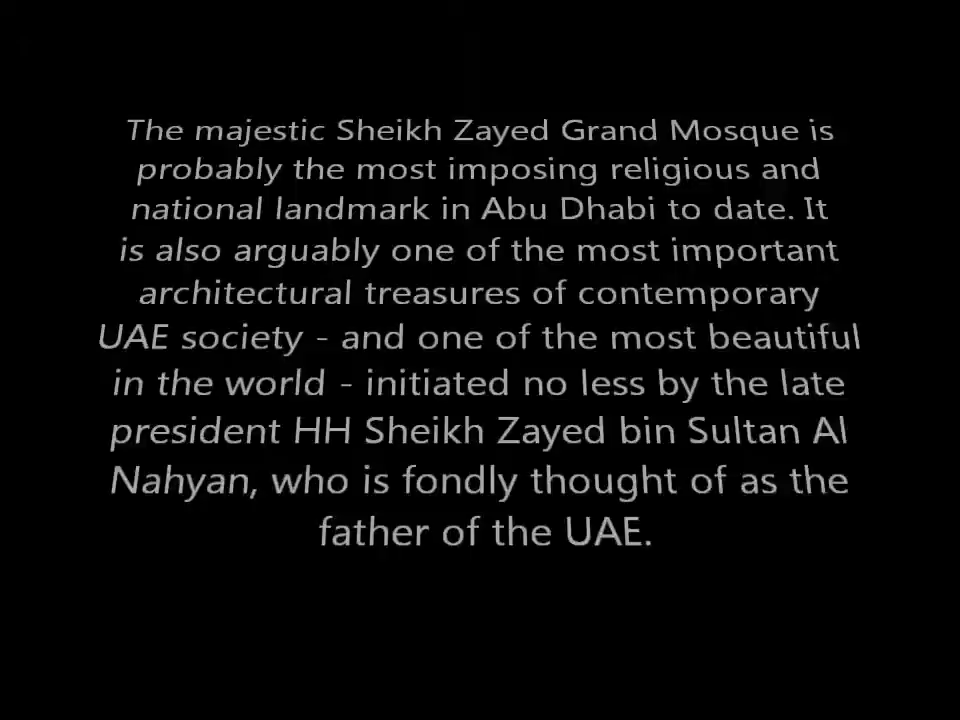 The majestic Sheikh Zayed Grand Mosque is
probably the most imposing religious and
national landmark in Abu Dhabi to date. It
is also arguably one of the most important
architectural treasures of contemporary
UAE society - and one of the most beautiful
in the world - initiated no less by the late
president HH Sheikh Zayed bin Sultan Al
Nahyan, who is fondly thought of as the
father of the UAE.